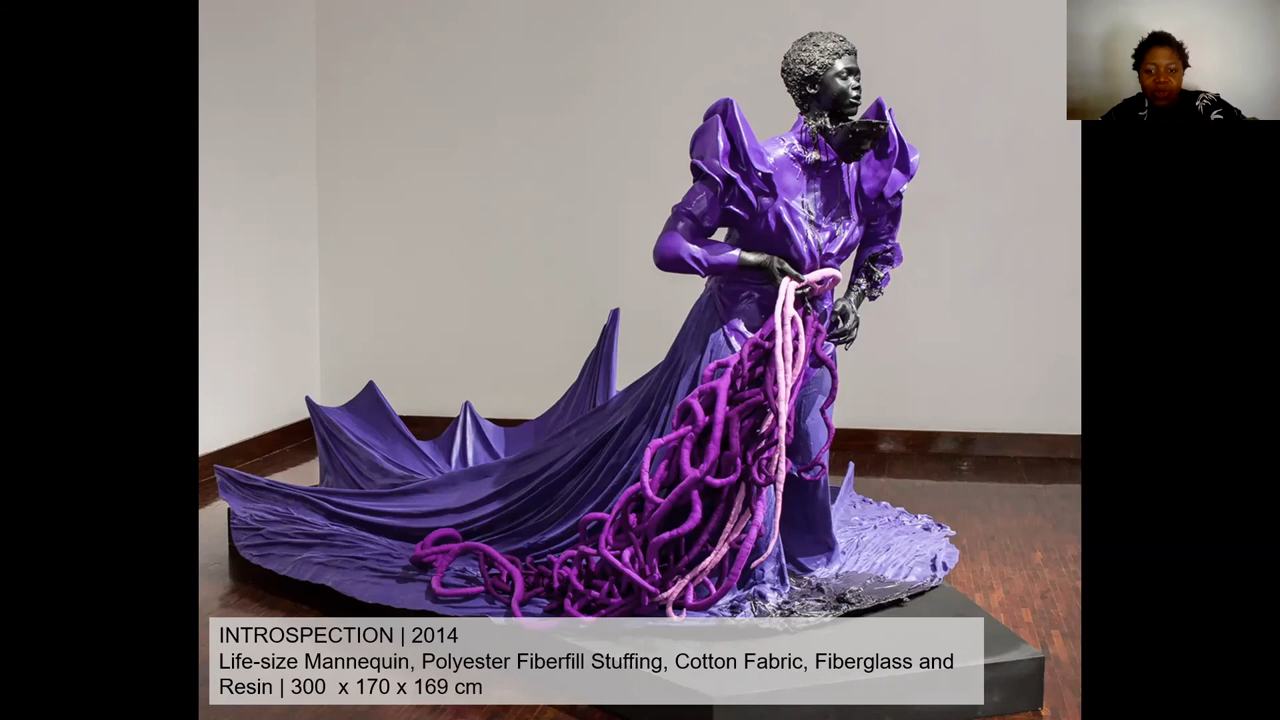 INTROSPECTION | 2014
Life-size Mannequin, Polyester Fiberfill Stuffing, Cotton Fabric, Fiberglass and
Resin | 300  x 170 x 169 cm